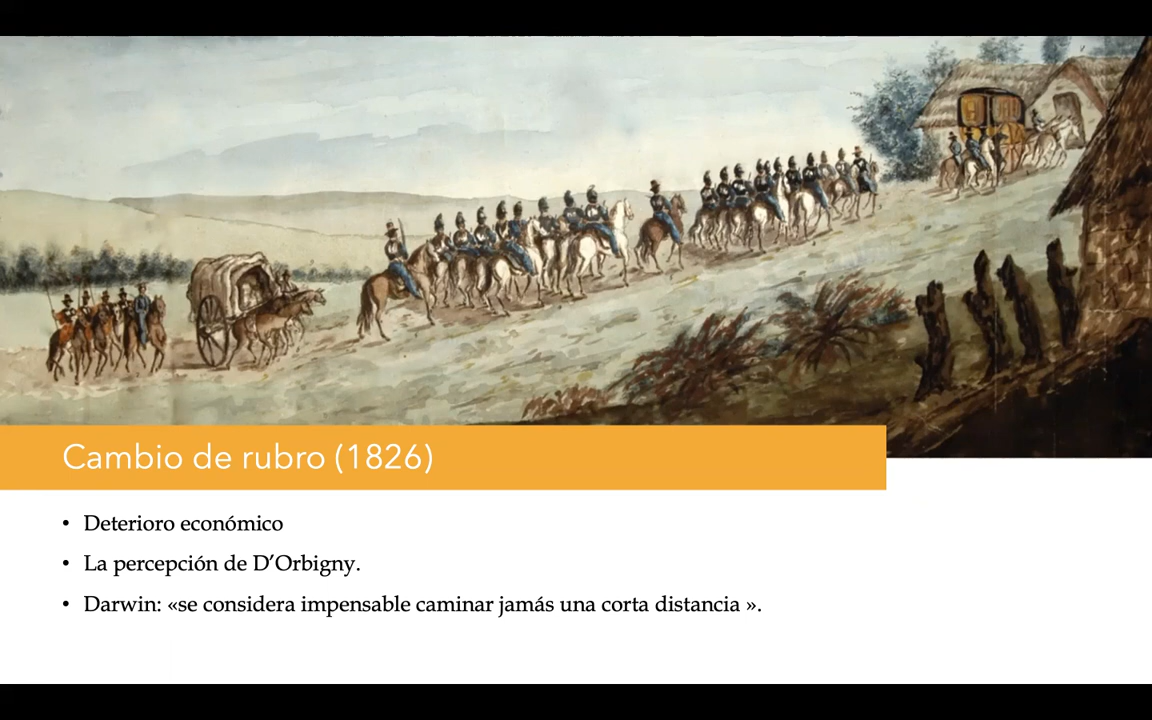 Cambio de rubro (1826)
• Deterioro económico
• La percepción de D’Orbigny.
• Darwin: «se considera impensable caminar jamás una corta distancia ».